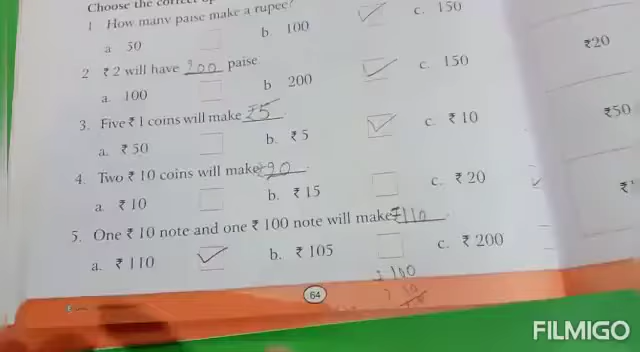 Choose the correct
1 How many paise make a rupee?
a 50 b. 100 c. 150
2 ₹ 2 will have 200 paise.
a. 100 b 200 c. 150
3. Five ₹ 1 coins will make ₹5
a. ₹ 50 b. ₹ 5 c. ₹ 10
4. Two ₹ 10 coins will make 20.
a. ₹ 10 b. ₹ 15 c. ₹ 20
5. One ₹ 10 note and one ₹ 100 note will make ₹110.
a. ₹ 110 b. ₹ 105 c. ₹ 200
100
10
64
₹20
₹50
₹
FILMIGO